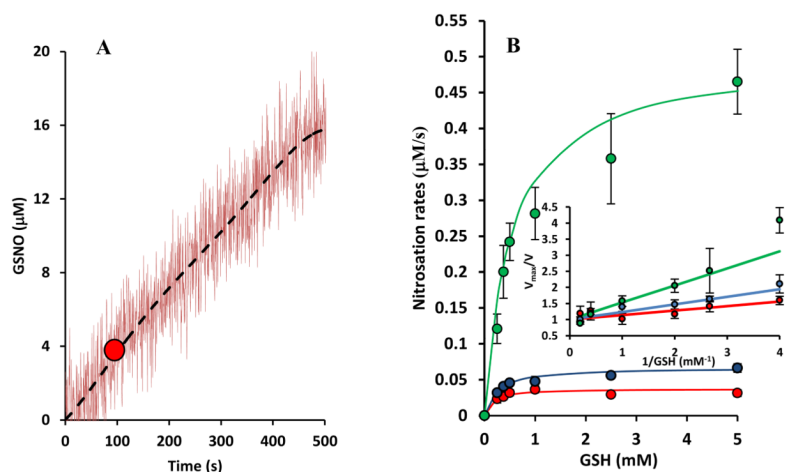 A
20
16
12
8
4
0
GSNO (μM)
0 100 200 300 400 500
Time (s)
B
0.55
0.5
0.45
0.4
0.35
0.3
0.25
0.2
0.15
0.1
0.05
0
Nitrosation rates (μM/s)
0 1 2 3 4 5 6
GSH (mM)
4.5
4
3.5
3
2.5
2
1.5
1
0.5
Vmax/V
0 1 2 3 4
1/GSH (mM⁻¹)